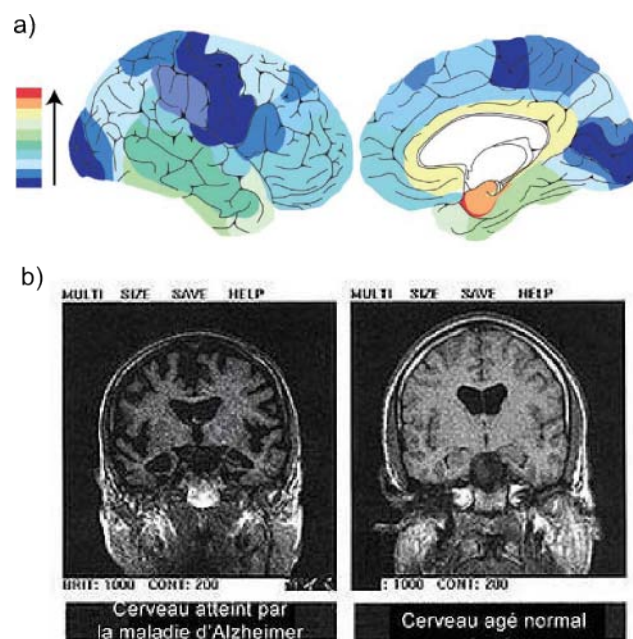 a)
b)
MULTI SIZE SAVE HELP
MULTI SIZE SAVE HELP
BRIT: 1000 CONT: 200
: 1000 CONT: 200
Cerveau atteint par
la maladie d'Alzheimer
Cerveau agé normal